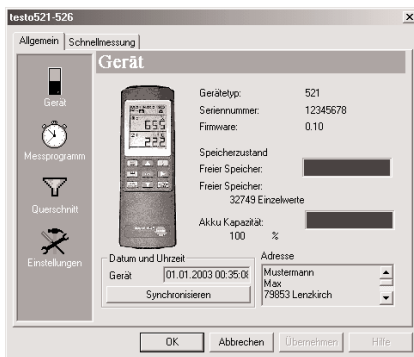 testo521-526
Allgemein Schnellmessung
Gerät
Gerät
Messprogramm
Querschnitt
Einstellungen
Gerätetyp: 521
Seriennummer: 12345678
Firmware: 0.10
Speicherzustand
Freier Speicher:
Freier Speicher:
32749 Einzelwerte
Akku Kapazität:
100 %
Datum und Uhrzeit
Gerät 01.01.2003 00:35:0
Synchronisieren
Adresse
Mustermann
Max
79853 Lenzkirch
OK Abbrechen Übernehmen Hilfe